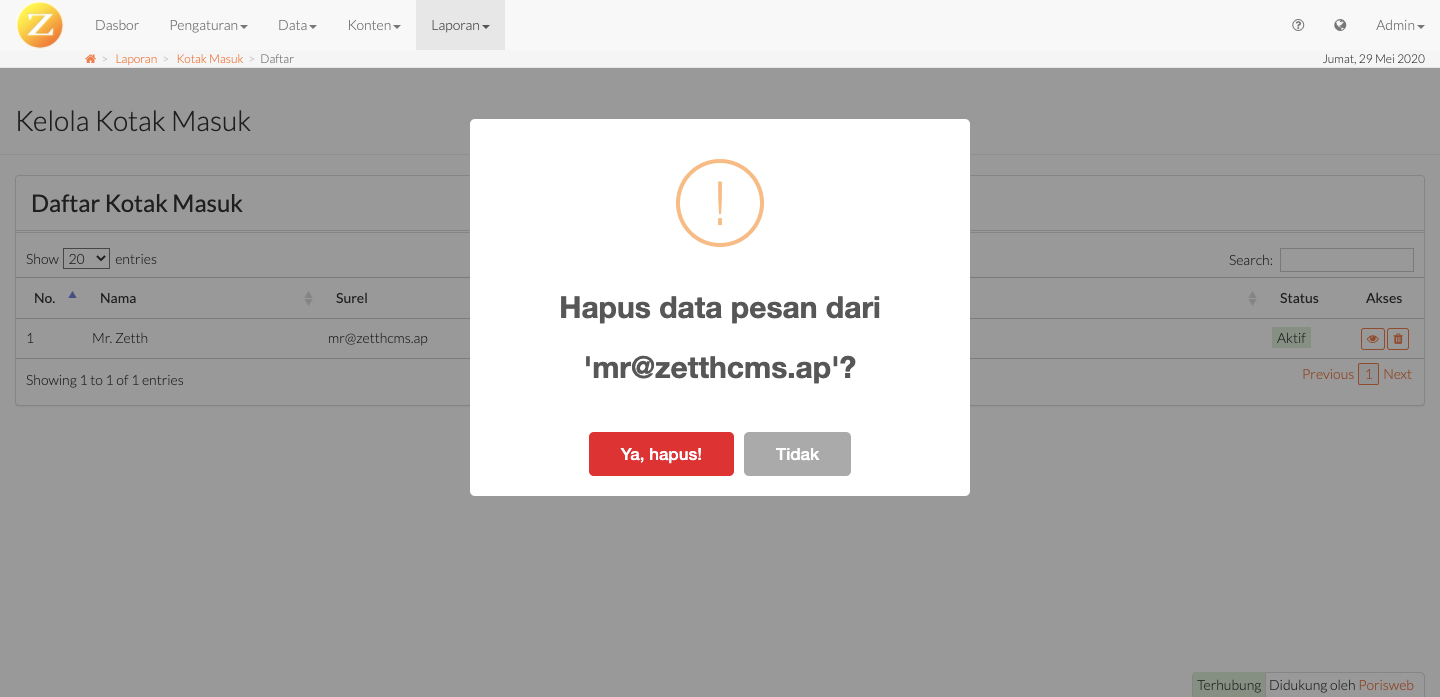 Z Dasbor Pengaturan Data Konten Laporan Admin
> Laporan > Kotak Masuk > Daftar Jumat, 29 Mei 2020
Kelola Kotak Masuk
Daftar Kotak Masuk
Show 20 entries Search:
No. Nama Surel Status Akses
1 Mr. Zetth mr@zetthcms.ap Aktif
Showing 1 to 1 of 1 entries Previous 1 Next
!
Hapus data pesan dari
'mr@zetthcms.ap'?
Ya, hapus! Tidak
Terhubung Didukung oleh Porisweb